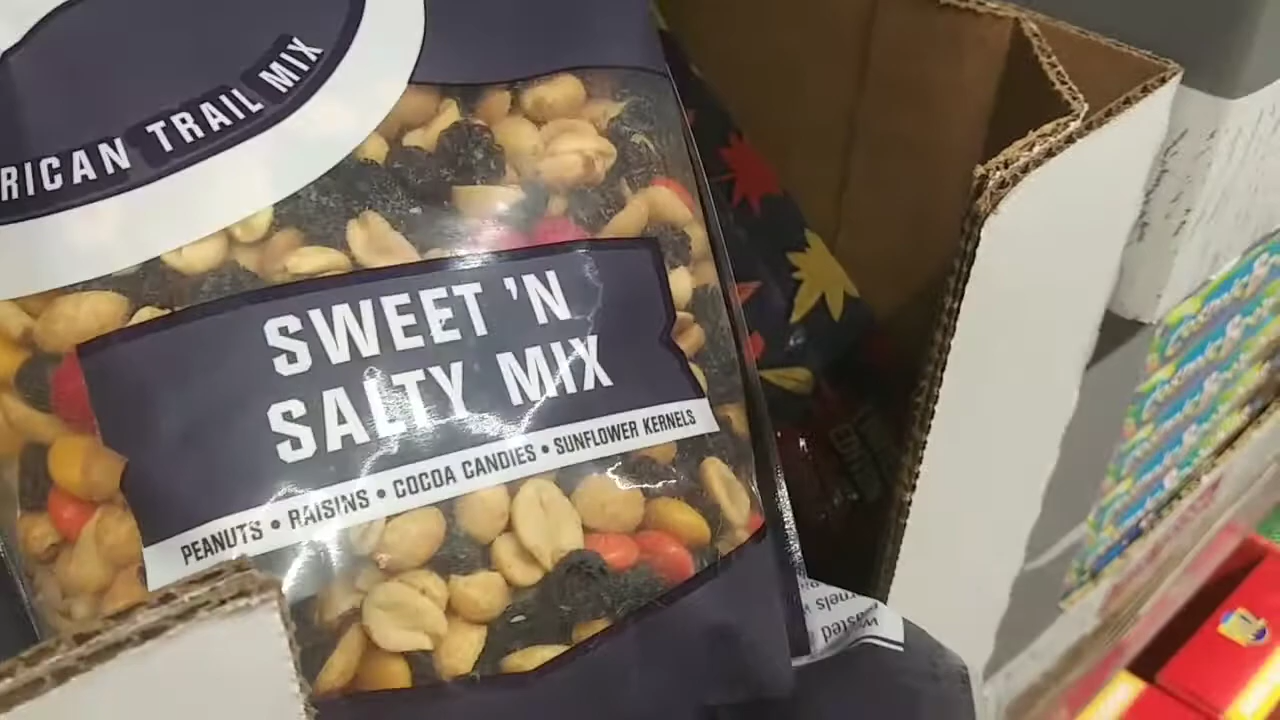 RICAN TRAIL MIX
SWEET 'N
SALTY MIX
PEANUTS • RAISINS • COCOA CANDIES • SUNFLOWER KERNELS